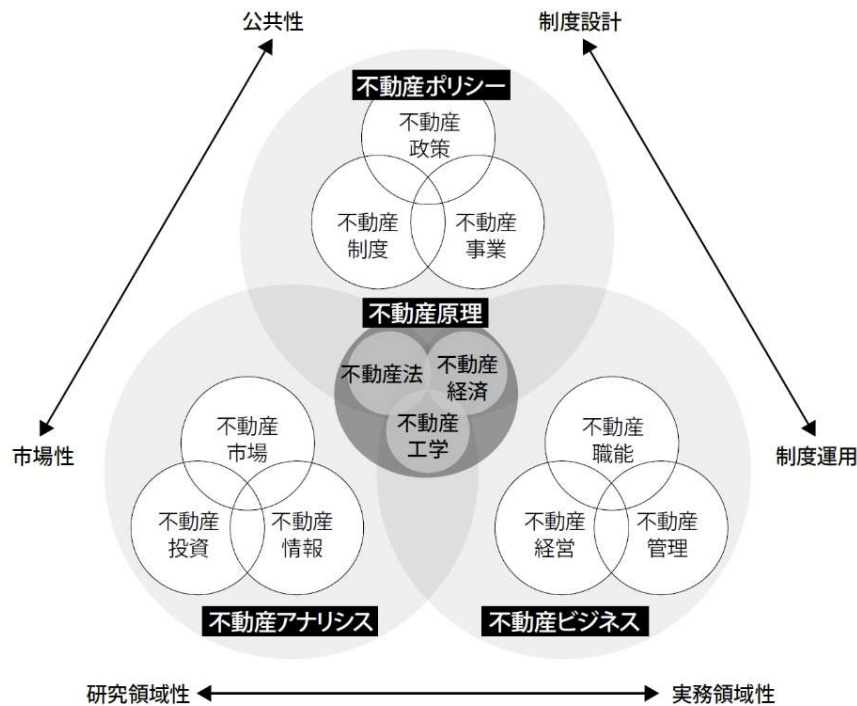 公共性
制度設計
不動産ポリシー
不動産
政策
不動産
制度
不動産
事業
不動産原理
不動産法
不動産
経済
不動産
工学
市場性
制度運用
不動産
市場
不動産
投資
不動産
情報
不動産
職能
不動産
経営
不動産
管理
不動産アナリシス
不動産ビジネス
研究領域性
実務領域性